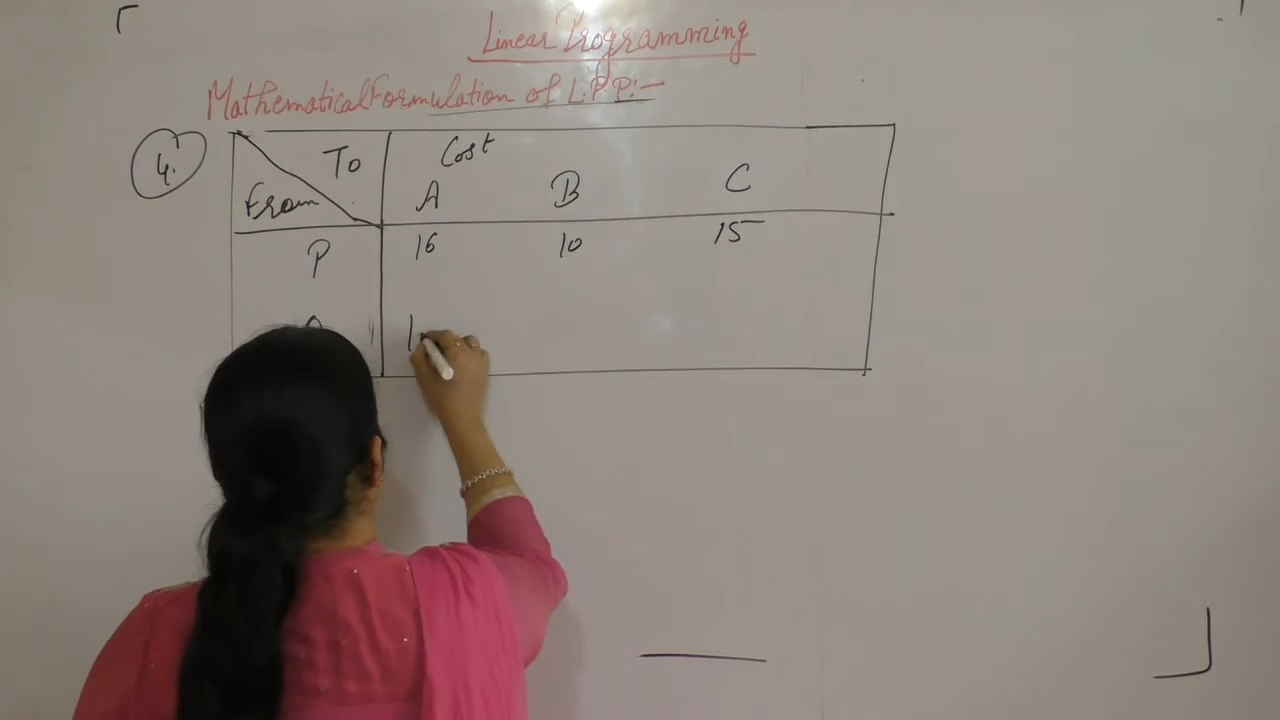 Linear Programming
Mathematical Formulation of L.P.P:-
4.
To
Cost
From
A B C
P 16 10 15